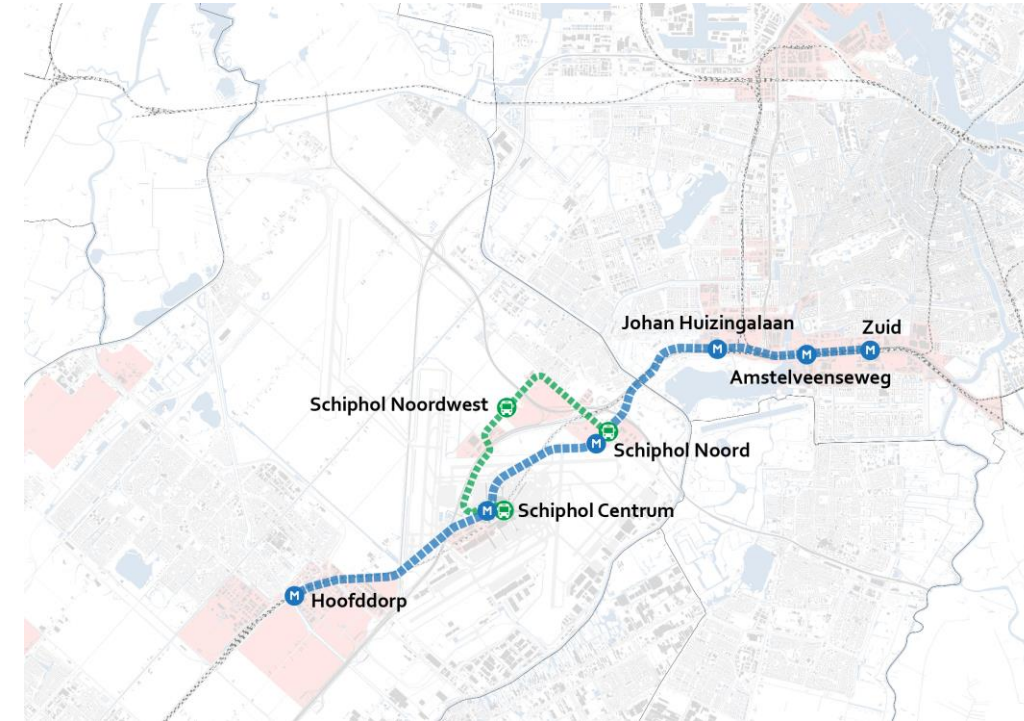 Johan Huizingalaan
Zuid
M
M
M
Amstelveenseweg
Schiphol Noordwest
M
Schiphol Noord
M
Schiphol Centrum
M
Hoofddorp